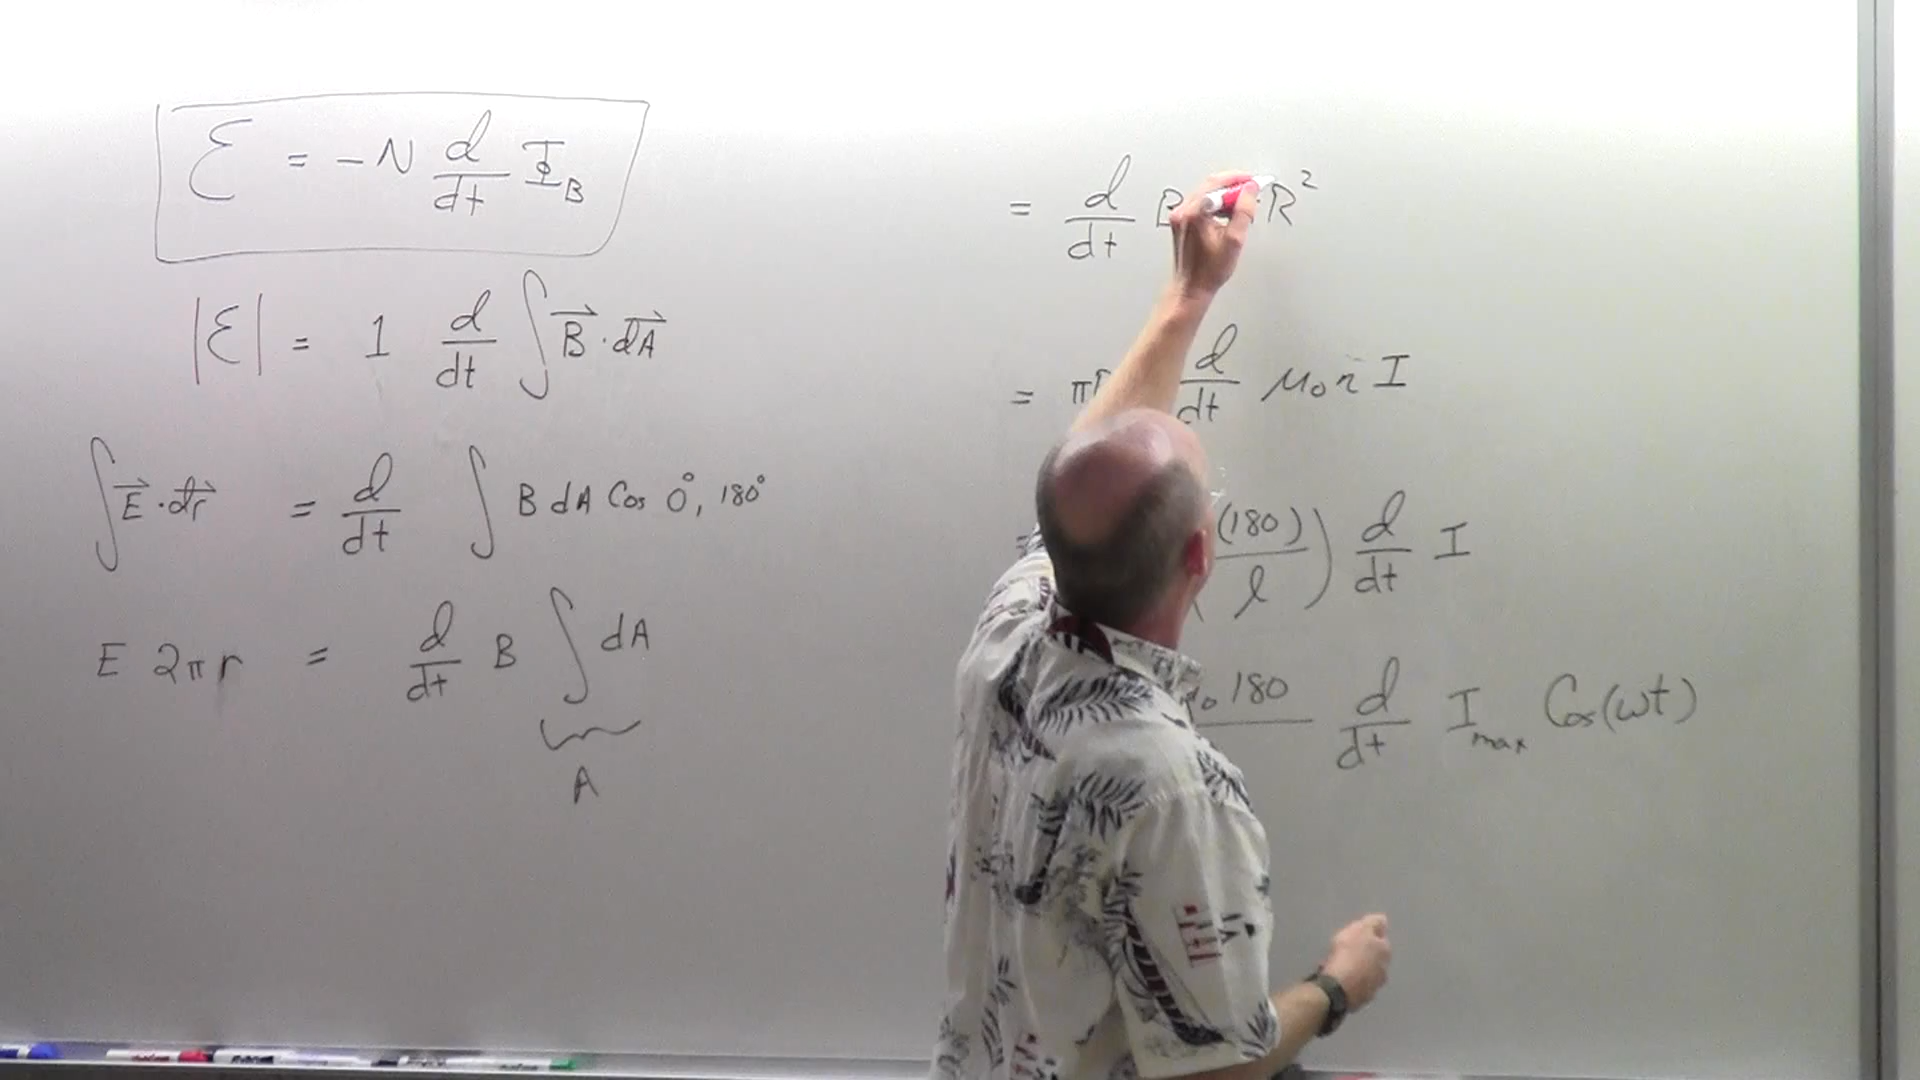 ℰ = -N d/dt Φ_B
|ℰ| = 1 d/dt ∫ B⃗ · dA⃗
∫ E⃗ · dr⃗ = d/dt ∫ B dA Cos 0°, 180°
E 2πr = d/dt B ∫ dA
A
= d/dt B R²
= π d/dt μ₀ n I
(180)/l) d/dt I
μ₀ 180 d/dt I_max Cos(ωt)